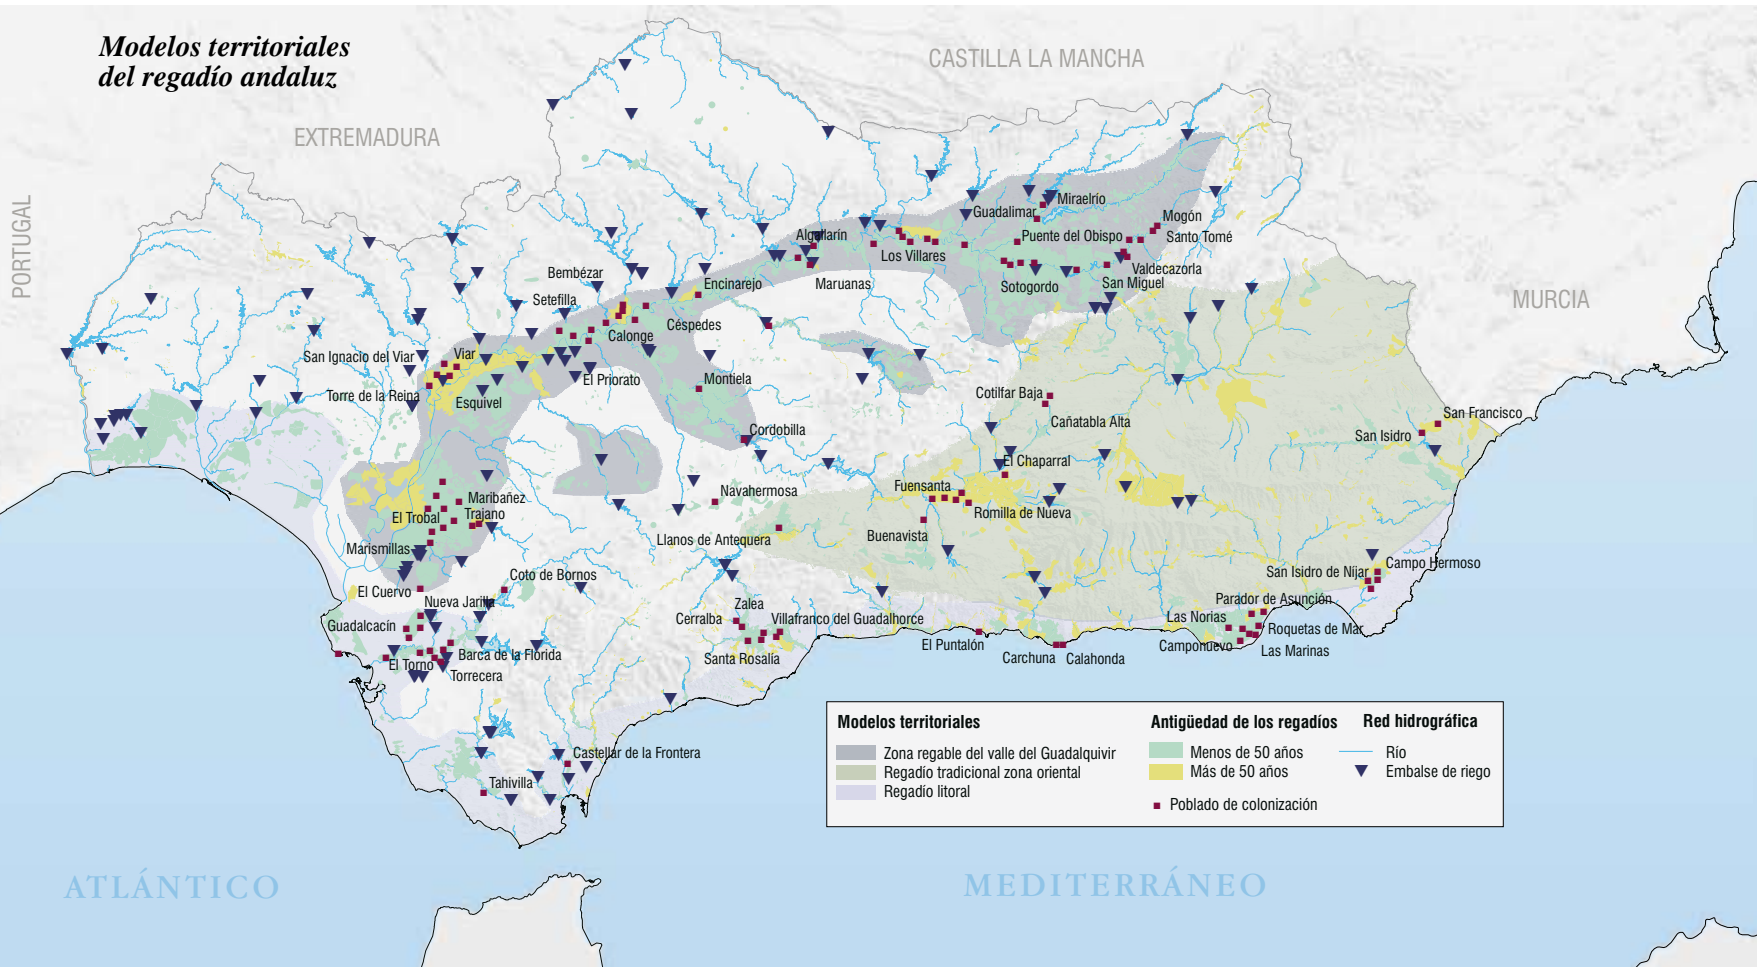 Modelos territoriales
del regadío andaluz
CASTILLA LA MANCHA
EXTREMADURA
PORTUGAL
MURCIA
Miraelrío
Guadalimar
Mogón
Puente del Obispo
Santo Tomé
Algallarín
Los Villares
Valdecazorla
Bembézar
Encinarejo
Maruanas
Sotogordo
San Miguel
Setefilla
Céspedes
Calonge
San Ignacio del Viar
Viar
El Priorato
Montiela
Torre de la Reina
Esquivel
Cotilfar Baja
Cañatabla Alta
San Francisco
San Isidro
Cordobilla
El Chaparral
Fuensanta
Navahermosa
Maribañez
Trajano
El Trobal
Romilla de Nueva
Buenavista
Llanos de Antequera
Marismillas
Campo Hermoso
San Isidro de Níjar
Coto de Bornos
El Cuervo
Nueva Jarilla
Zalea
Parador de Asunción
Cerralba
Villafranco del Guadalhorce
Las Norias
Guadalcacín
Roquetas de Mar
El Puntalón
Camponuevo
Las Marinas
Barca de la Florida
El Torno
Santa Rosalía
Carchuna
Calahonda
Torrecera
Castellar de la Frontera
Tahivilla
Modelos territoriales
Zona regable del valle del Guadalquivir
Regadío tradicional zona oriental
Regadío litoral
Antigüedad de los regadíos
Menos de 50 años
Más de 50 años
Poblado de colonización
Red hidrográfica
Río
Embalse de riego
ATLÁNTICO
MEDITERRÁNEO